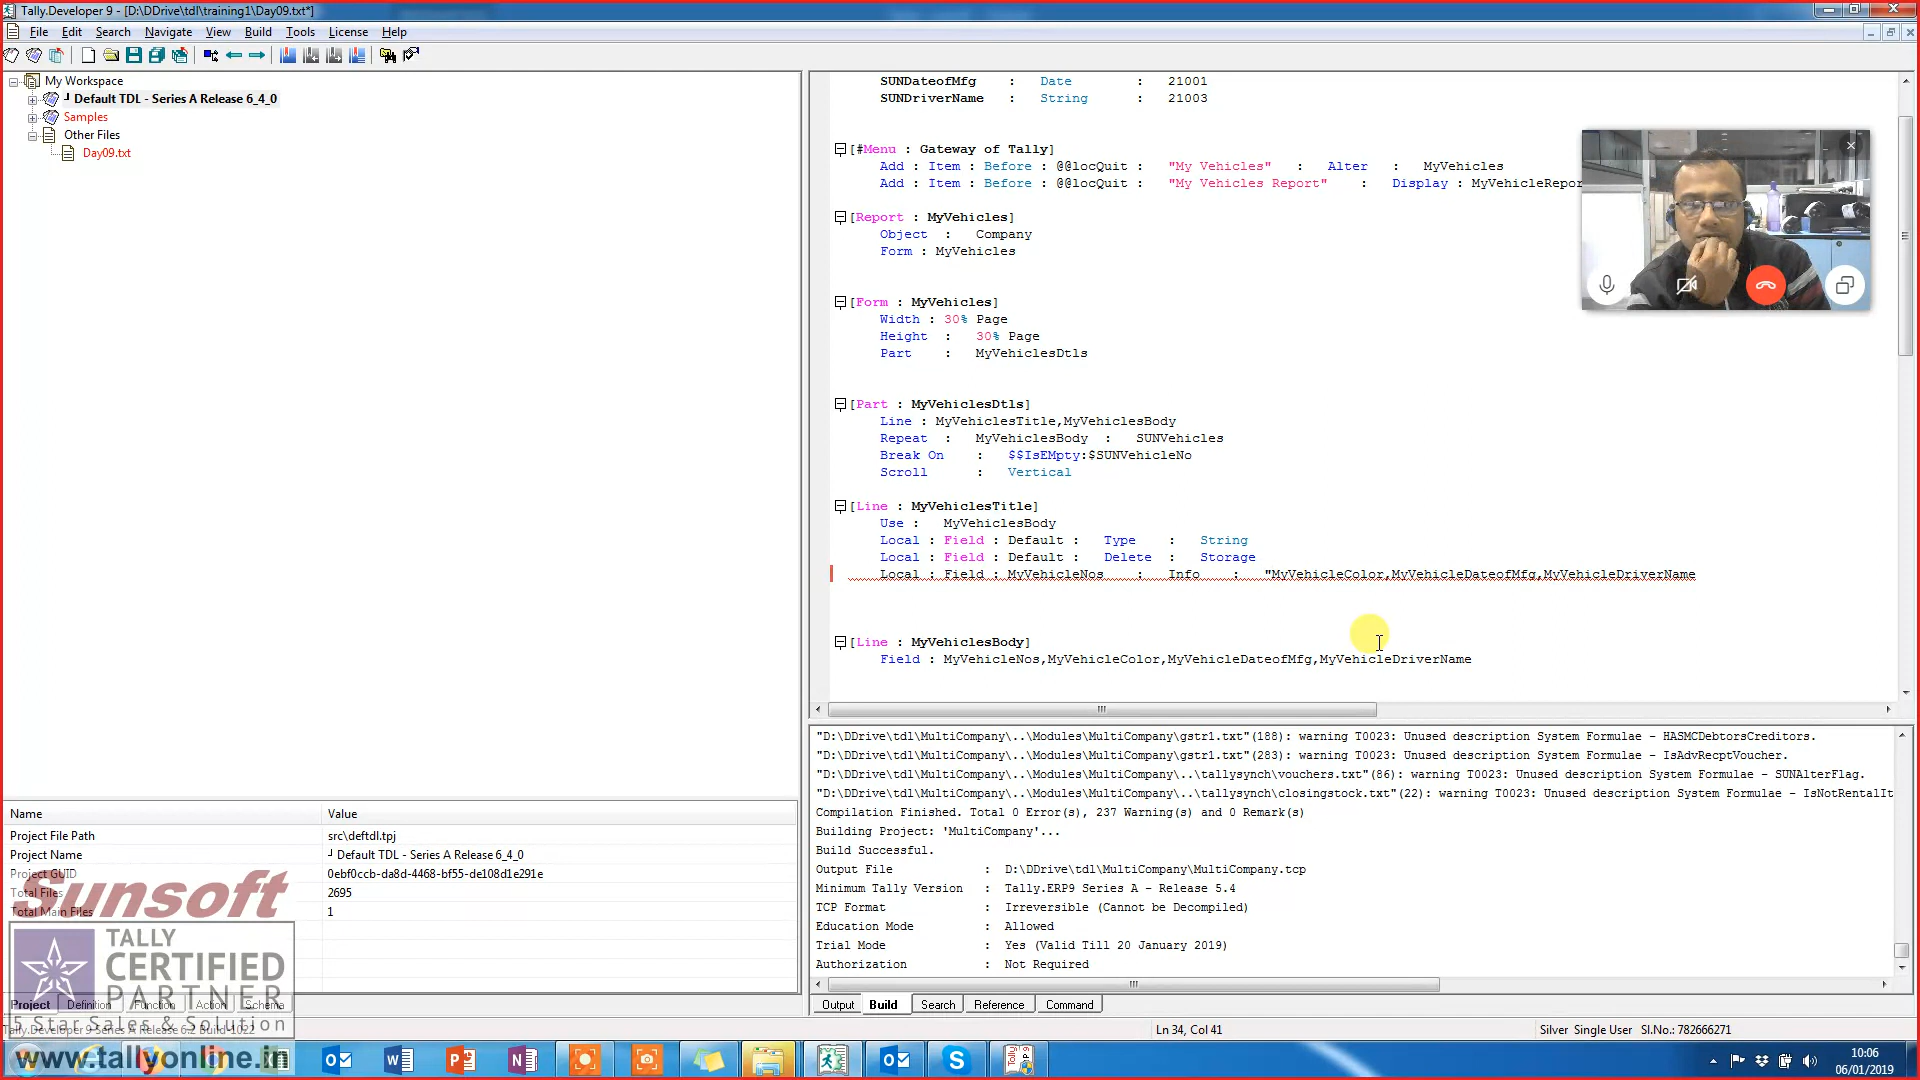 Tally.Developer 9 - [D:\DDrive\tdl\training1\Day09.txt*]
File Edit Search Navigate View Build Tools License Help
My Workspace
Default TDL - Series A Release 6_4_0
Samples
Other Files
Day09.txt
SUNDateofMfg : Date : 21001
SUNDriverName : String : 21003
[#Menu : Gateway of Tally]
Add : Item : Before : @@locQuit : "My Vehicles" : Alter : MyVehicles
Add : Item : Before : @@locQuit : "My Vehicles Report" : Display : MyVehicleRepor
[Report : MyVehicles]
Object : Company
Form : MyVehicles
[Form : MyVehicles]
Width : 30% Page
Height : 30% Page
Part : MyVehiclesDtls
[Part : MyVehiclesDtls]
Line : MyVehiclesTitle,MyVehiclesBody
Repeat : MyVehiclesBody : SUNVehicles
Break On : $$IsEMpty:$SUNVehicleNo
Scroll : Vertical
[Line : MyVehiclesTitle]
Use : MyVehiclesBody
Local : Field : Default : Type : String
Local : Field : Default : Delete : Storage
Local : Field : MyVehicleNos : Info : "MyVehicleColor,MyVehicleDateofMfg,MyVehicleDriverName
[Line : MyVehiclesBody]
Field : MyVehicleNos,MyVehicleColor,MyVehicleDateofMfg,MyVehicleDriverName
"D:\DDrive\tdl\MultiCompany\..\Modules\MultiCompany\gstr1.txt"(188): warning T0023: Unused description System Formulae - HASMCDebtorsCreditors.
"D:\DDrive\tdl\MultiCompany\..\Modules\MultiCompany\gstr1.txt"(283): warning T0023: Unused description System Formulae - IsAdvRecptVoucher.
"D:\DDrive\tdl\MultiCompany\..\Modules\MultiCompany\..\tallysynch\vouchers.txt"(86): warning T0023: Unused description System Formulae - SUNAlterFlag.
"D:\DDrive\tdl\MultiCompany\..\Modules\MultiCompany\..\tallysynch\closingstock.txt"(22): warning T0023: Unused description System Formulae - IsNotRentalIt
Compilation Finished. Total 0 Error(s), 237 Warning(s) and 0 Remark(s)
Building Project: 'MultiCompany'...
Build Successful.
Output File : D:\DDrive\tdl\MultiCompany\MultiCompany.tcp
Minimum Tally Version : Tally.ERP9 Series A - Release 5.4
TCP Format : Irreversible (Cannot be Decompiled)
Education Mode : Allowed
Trial Mode : Yes (Valid Till 20 January 2019)
Authorization : Not Required
Output Build Search Reference Command
Name Value
Project File Path src\deftdl.tpj
Project Name Default TDL - Series A Release 6_4_0
Project GUID 0ebf0ccb-da8d-4468-bf55-de108d1e291e
Total Files 2695
Total Main Files 1
Sunsoft
TALLY
CERTIFIED
PARTNER
5 Star Sales & Solution
Project Definition Function Action Schema
Tally.Developer 9 Series A Release 6.2 Build-1022
Ln 34, Col 41
Silver Single User Sl.No.: 782666271
www.tallyonline.in
10:06
06/01/2019